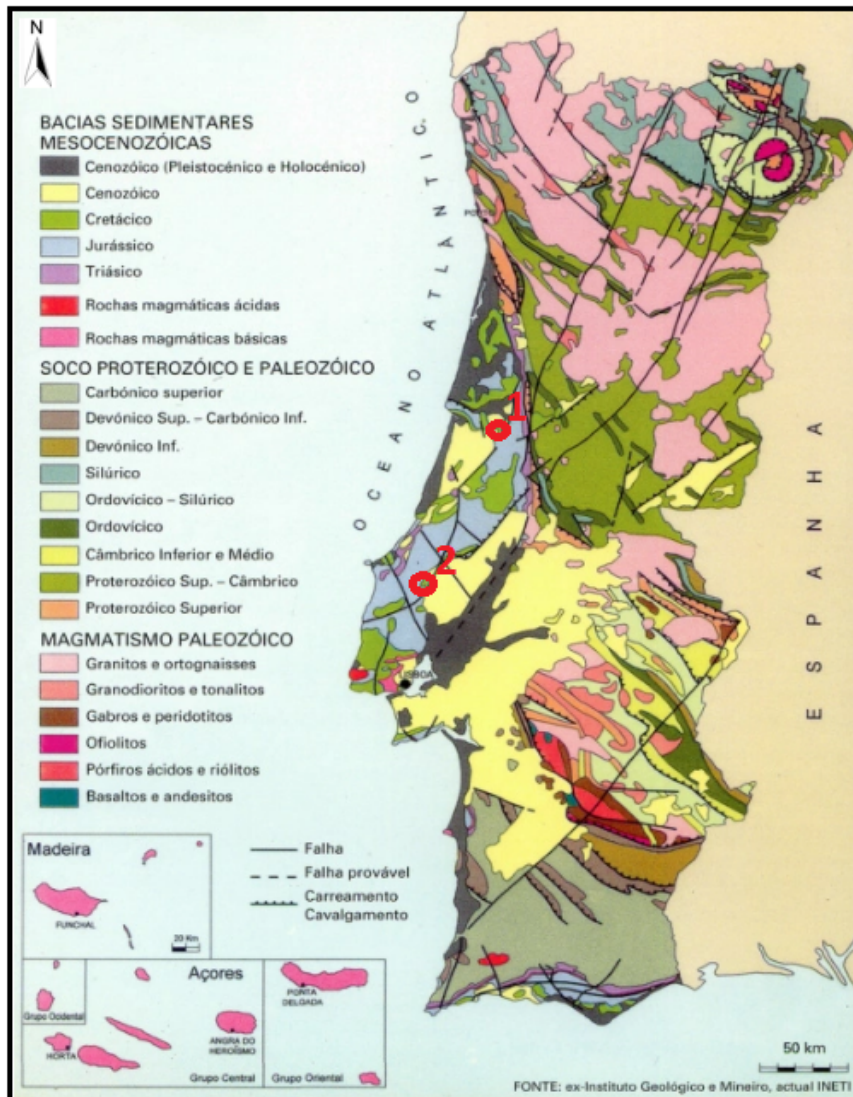 N
BACIAS SEDIMENTARES
MESOCENOZÓICAS
Cenozóico (Pleistocénico e Holocénico)
Cenozóico
Cretácico
Jurássico
Triásico
Rochas magmáticas ácidas
Rochas magmáticas básicas
SOCO PROTEROZÓICO E PALEOZÓICO
Carbónico superior
Devónico Sup. – Carbónico Inf.
Devónico Inf.
Silúrico
Ordovícico – Silúrico
Ordovícico
Câmbrico Inferior e Médio
Proterozóico Sup. – Câmbrico
Proterozóico Superior
MAGMATISMO PALEOZÓICO
Granitos e ortognaisses
Granodioritos e tonalitos
Gabros e peridotitos
Ofiolitos
Pórfiros ácidos e riólitos
Basaltos e andesitos
OCEANO ATLÂNTICO
1
2
LISBOA
ESPANHA
Madeira
FUNCHAL
20 Km
Falha
Falha provável
Carreamento
Cavalgamento
Açores
Grupo Ocidental
HORTA
ANGRA DO
HEROÍSMO
Grupo Central
PONTA
DELGADA
Grupo Oriental
50 km
FONTE: ex-Instituto Geológico e Mineiro, actual INETI